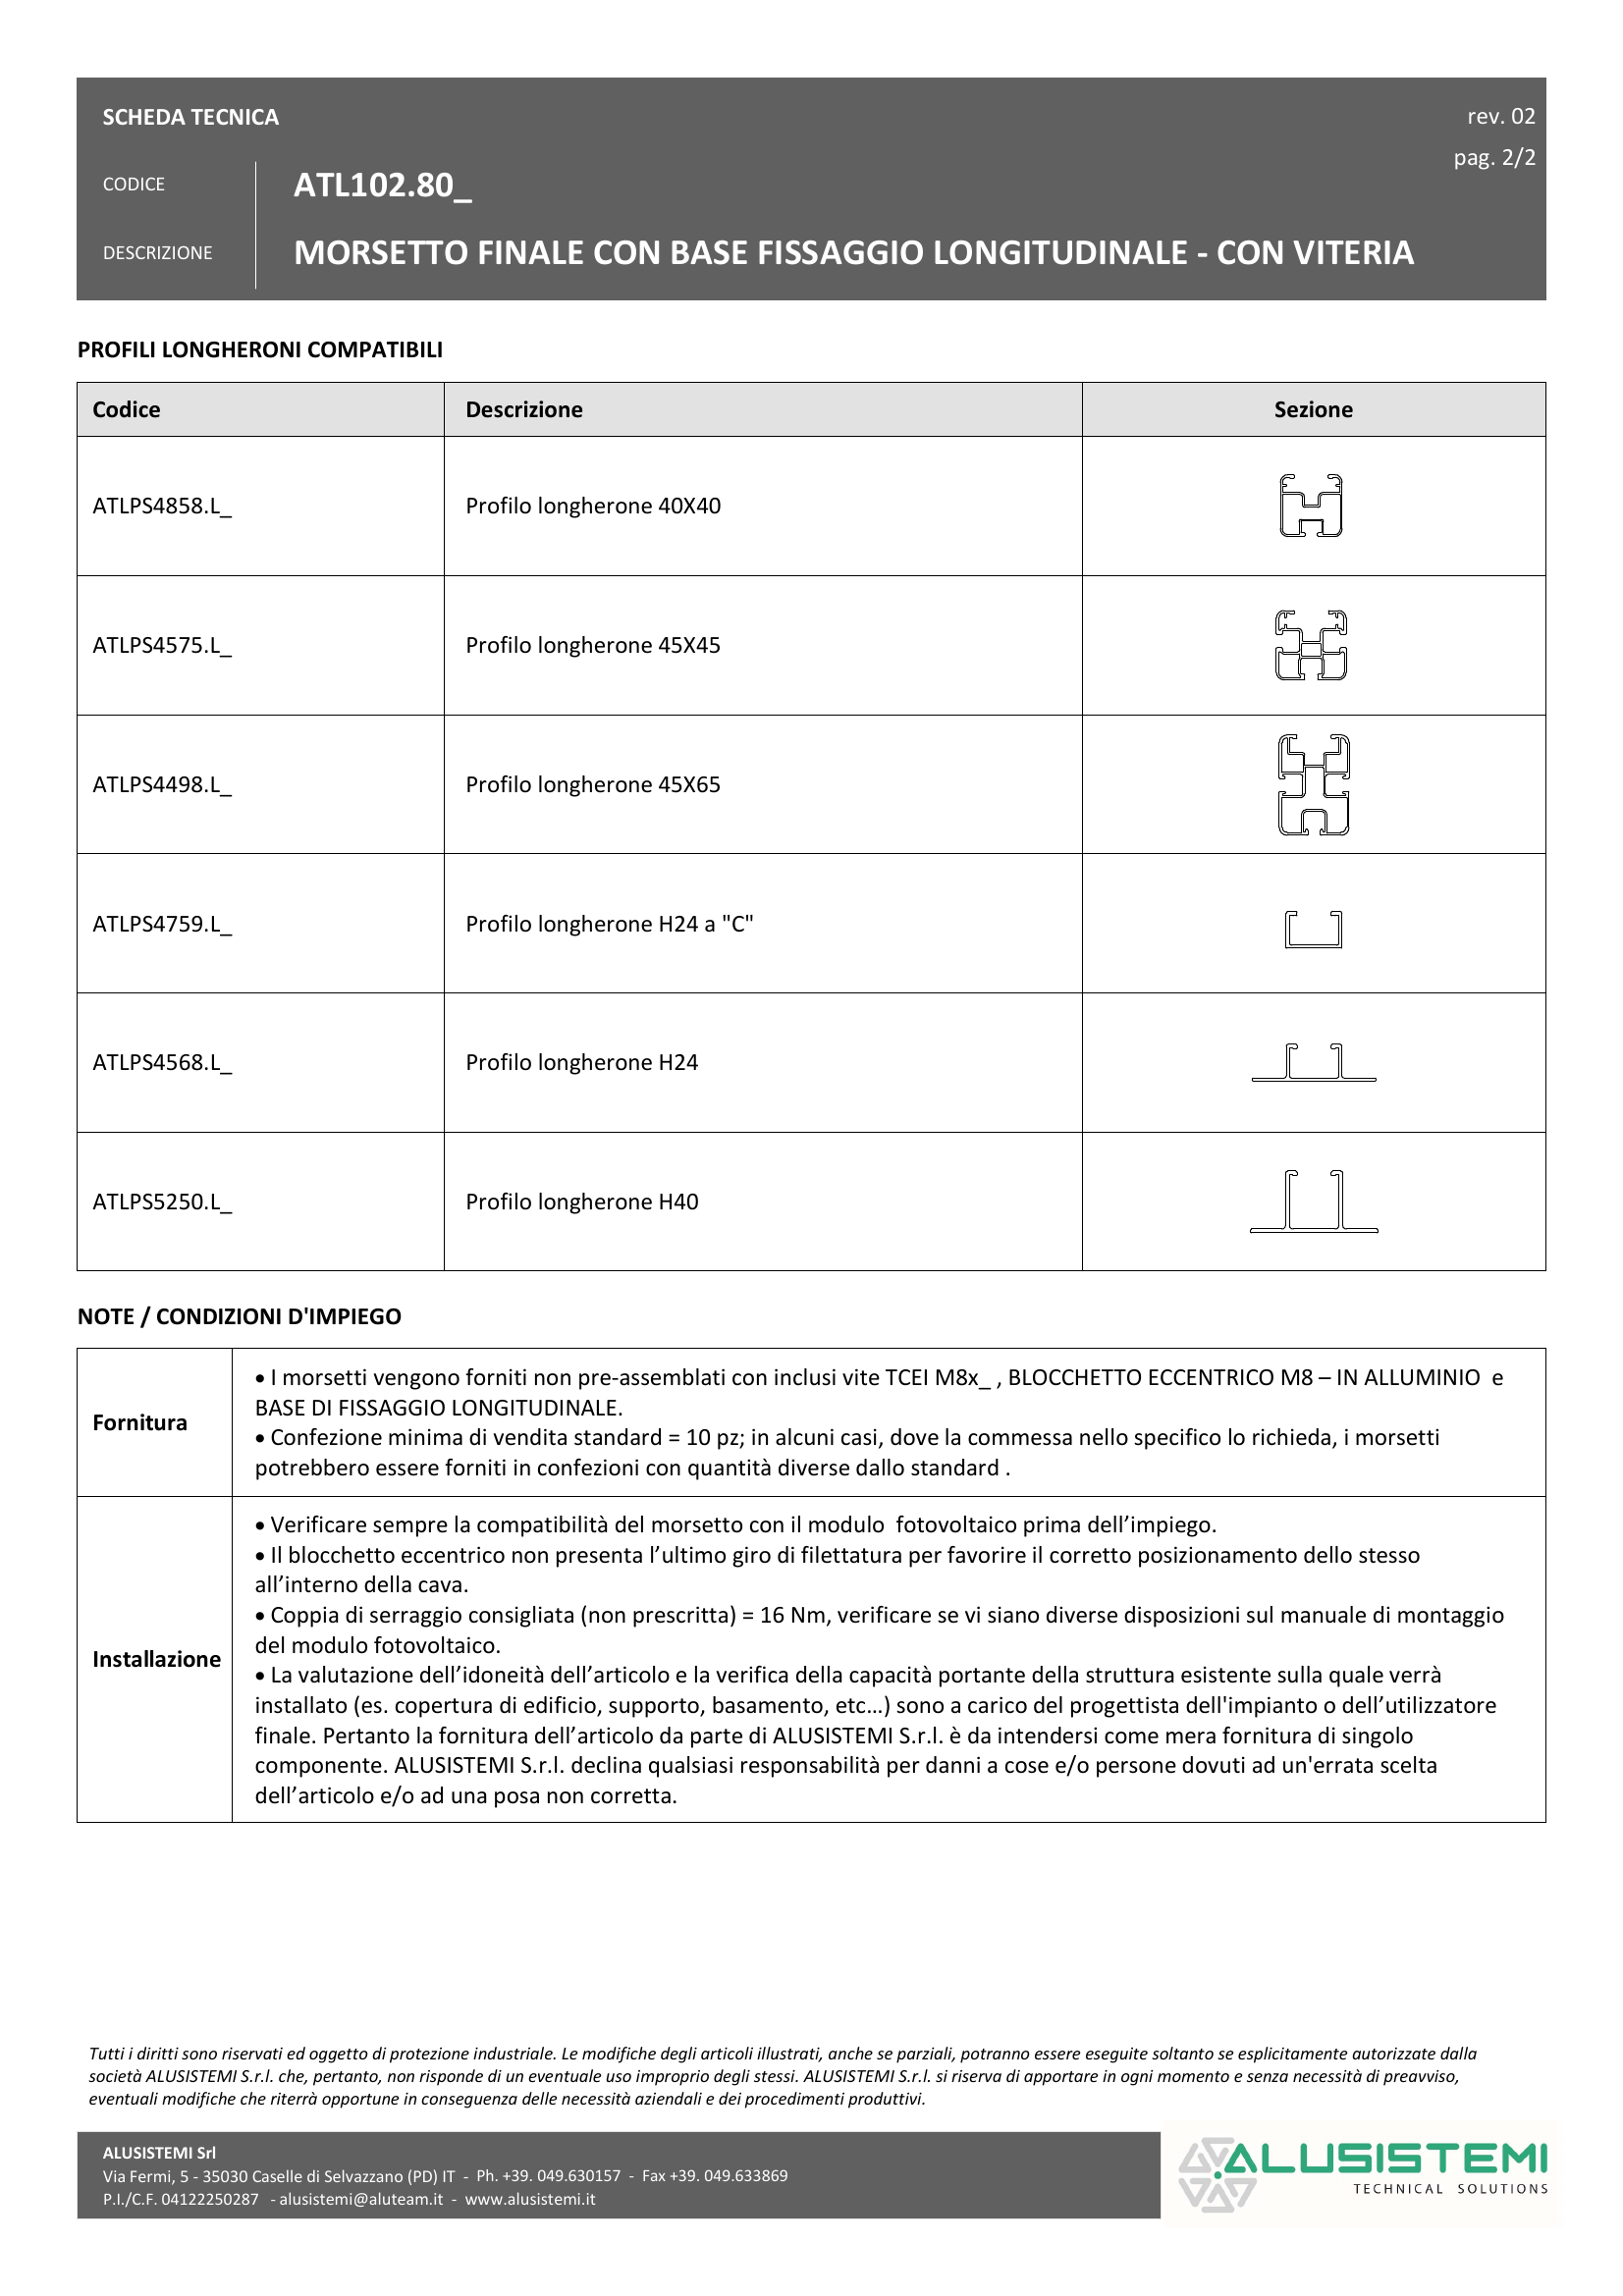 SCHEDA TECNICA
rev. 02
pag. 2/2
CODICE
ATL102.80_
DESCRIZIONE
MORSETTO FINALE CON BASE FISSAGGIO LONGITUDINALE - CON VITERIA
PROFILI LONGHERONI COMPATIBILI
Codice Descrizione Sezione
ATLPS4858.L_ Profilo longherone 40X40
ATLPS4575.L_ Profilo longherone 45X45
ATLPS4498.L_ Profilo longherone 45X65
ATLPS4759.L_ Profilo longherone H24 a "C"
ATLPS4568.L_ Profilo longherone H24
ATLPS5250.L_ Profilo longherone H40
NOTE / CONDIZIONI D'IMPIEGO
Fornitura
• I morsetti vengono forniti non pre-assemblati con inclusi vite TCEI M8x_ , BLOCCHETTO ECCENTRICO M8 – IN ALLUMINIO e
BASE DI FISSAGGIO LONGITUDINALE.
• Confezione minima di vendita standard = 10 pz; in alcuni casi, dove la commessa nello specifico lo richieda, i morsetti
potrebbero essere forniti in confezioni con quantità diverse dallo standard .
Installazione
• Verificare sempre la compatibilità del morsetto con il modulo fotovoltaico prima dell’impiego.
• Il blocchetto eccentrico non presenta l’ultimo giro di filettatura per favorire il corretto posizionamento dello stesso
all’interno della cava.
• Coppia di serraggio consigliata (non prescritta) = 16 Nm, verificare se vi siano diverse disposizioni sul manuale di montaggio
del modulo fotovoltaico.
• La valutazione dell’idoneità dell’articolo e la verifica della capacità portante della struttura esistente sulla quale verrà
installato (es. copertura di edificio, supporto, basamento, etc…) sono a carico del progettista dell'impianto o dell’utilizzatore
finale. Pertanto la fornitura dell’articolo da parte di ALUSISTEMI S.r.l. è da intendersi come mera fornitura di singolo
componente. ALUSISTEMI S.r.l. declina qualsiasi responsabilità per danni a cose e/o persone dovuti ad un'errata scelta
dell’articolo e/o ad una posa non corretta.
Tutti i diritti sono riservati ed oggetto di protezione industriale. Le modifiche degli articoli illustrati, anche se parziali, potranno essere eseguite soltanto se esplicitamente autorizzate dalla
società ALUSISTEMI S.r.l. che, pertanto, non risponde di un eventuale uso improprio degli stessi. ALUSISTEMI S.r.l. si riserva di apportare in ogni momento e senza necessità di preavviso,
eventuali modifiche che riterrà opportune in conseguenza delle necessità aziendali e dei procedimenti produttivi.
ALUSISTEMI Srl
Via Fermi, 5 - 35030 Caselle di Selvazzano (PD) IT - Ph. +39. 049.630157 - Fax +39. 049.633869
P.I./C.F. 04122250287 - alusistemi@aluteam.it - www.alusistemi.it
ALUSISTEMI
TECHNICAL SOLUTIONS